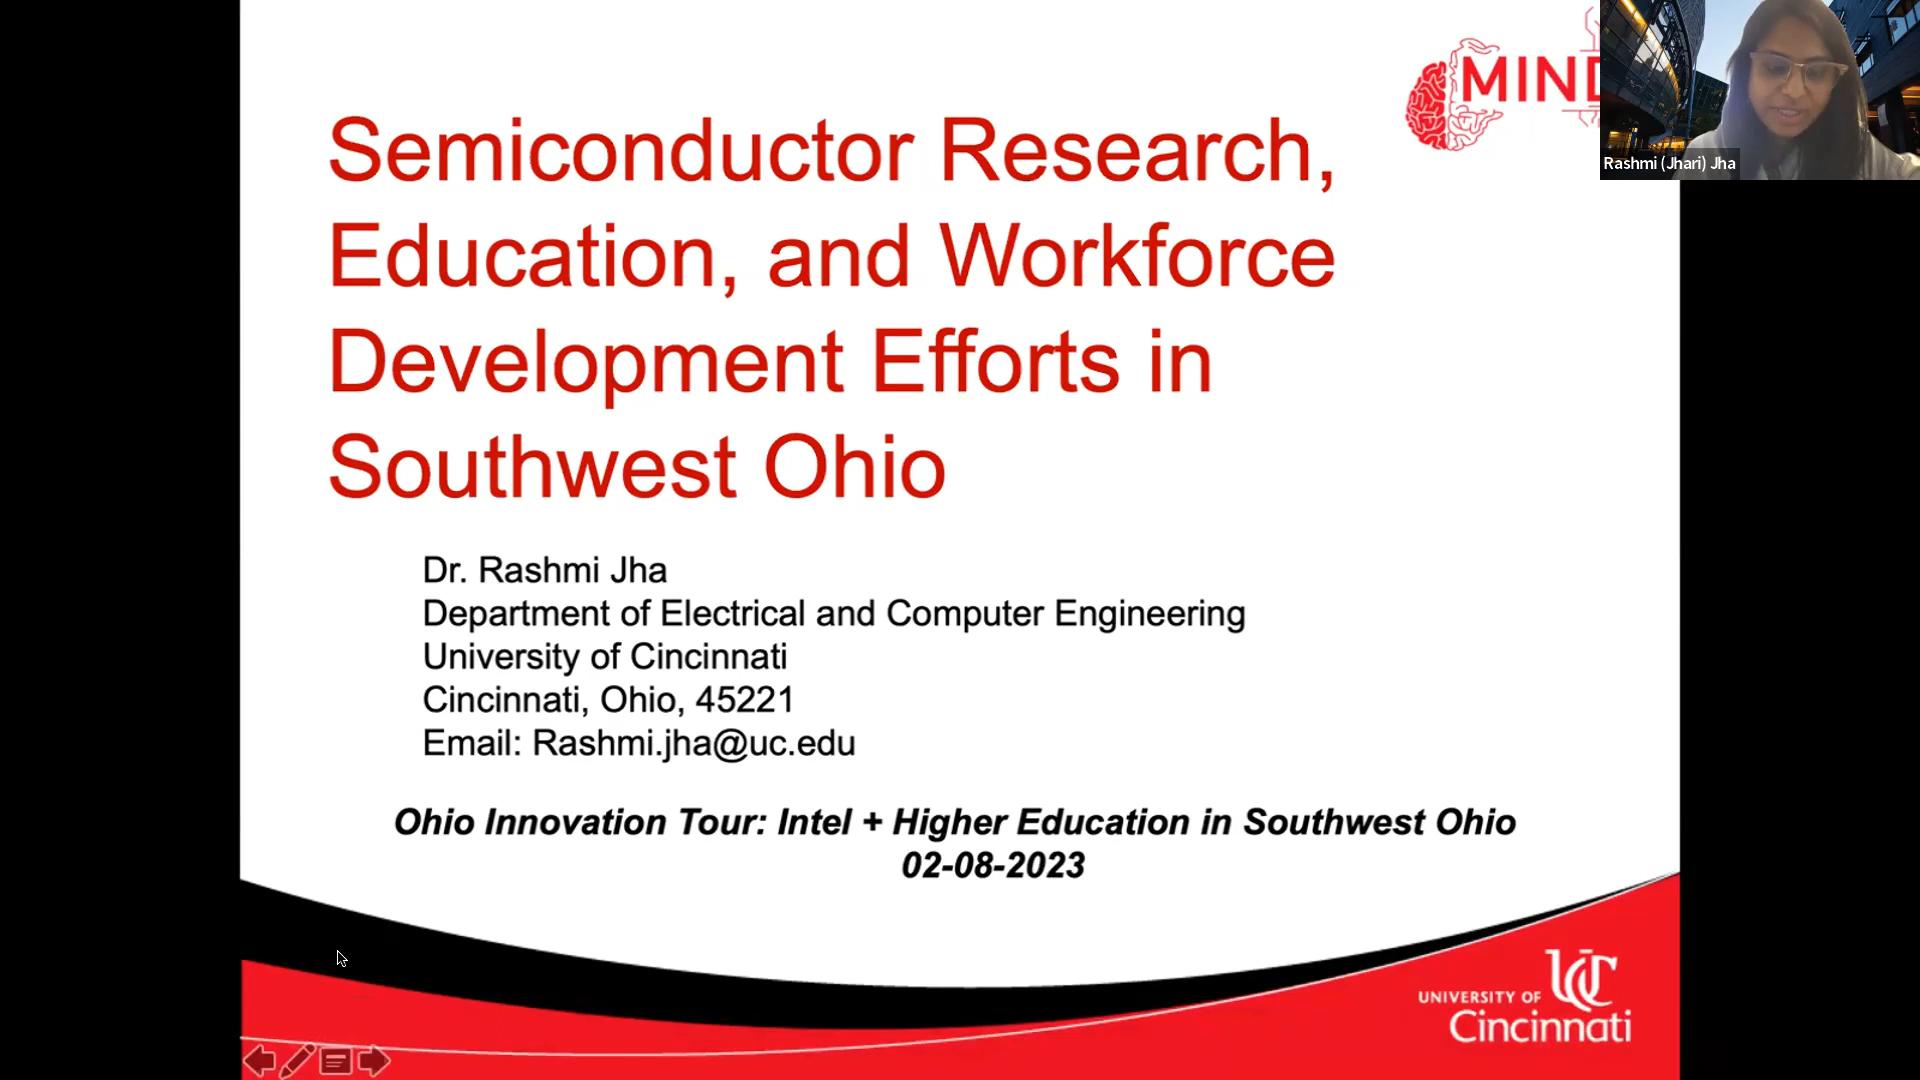 MIND
Rashmi (Jhari) Jha
Semiconductor Research,
Education, and Workforce
Development Efforts in
Southwest Ohio
Dr. Rashmi Jha
Department of Electrical and Computer Engineering
University of Cincinnati
Cincinnati, Ohio, 45221
Email: Rashmi.jha@uc.edu
Ohio Innovation Tour: Intel + Higher Education in Southwest Ohio
02-08-2023
UC
UNIVERSITY OF
Cincinnati